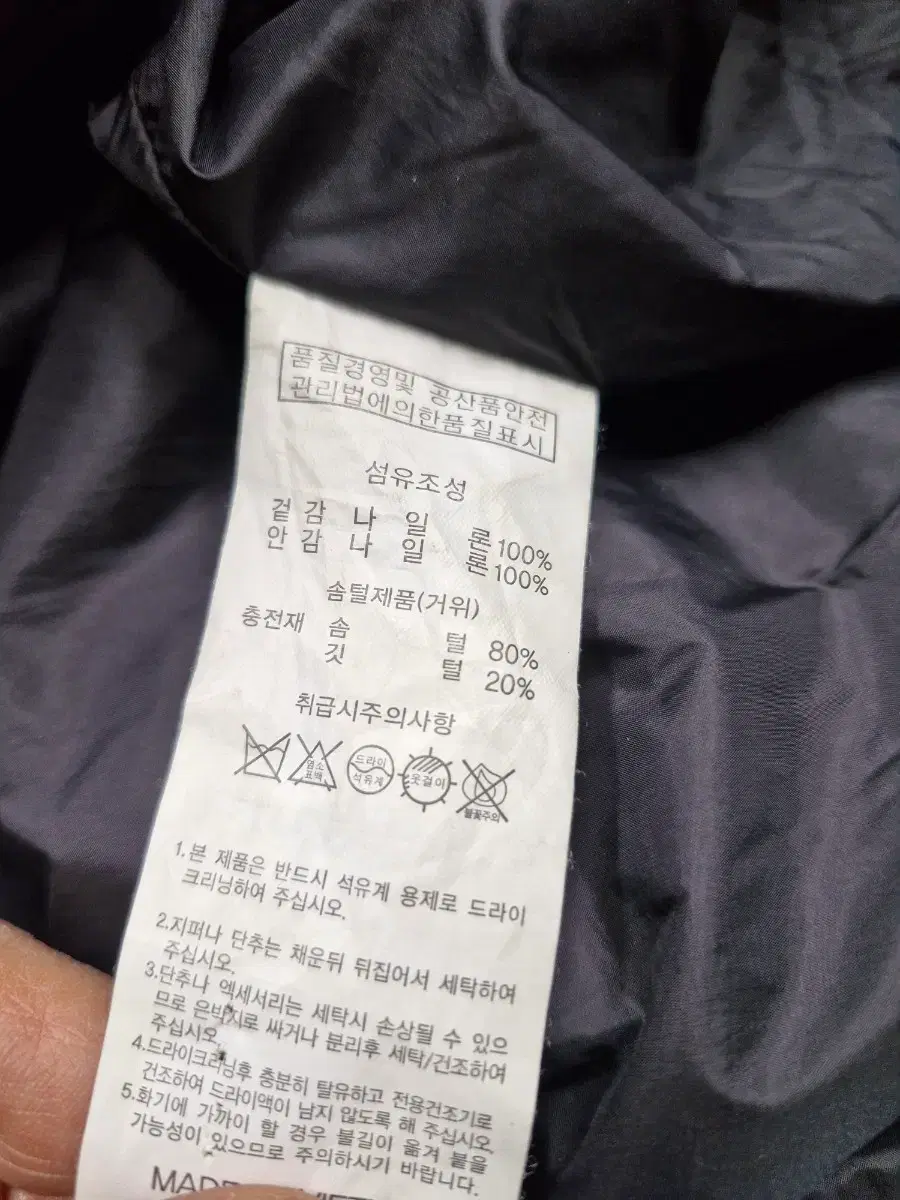 품질경영및 공산품안전
관리법에의한품질표시
섬유조성
겉 감 나 일 론 100%
안 감 나 일 론 100%
솜털제품(거위)
충전재 솜 털 80%
깃 털 20%
취급시주의사항
염소
표백
드라이
석유계
옷걸이
불꽃주의
1.본 제품은 반드시 석유계 용제로 드라이
크리닝하여 주십시오.
2.지퍼나 단추는 채운뒤 뒤집어서 세탁하여
주십시오.
3.단추나 엑세서리는 세탁시 손상될 수 있으
므로 은박지로 싸거나 분리후 세탁/건조하여
주십시오.
4.드라이크리닝후 충분히 탈유하고 전용건조기로
건조하여 드라이액이 남지 않도록 해 주십시오.
5.화기에 가까이 할 경우 불길이 옮겨 붙을
가능성이 있으므로 주의하시기 바랍니다.
MADE